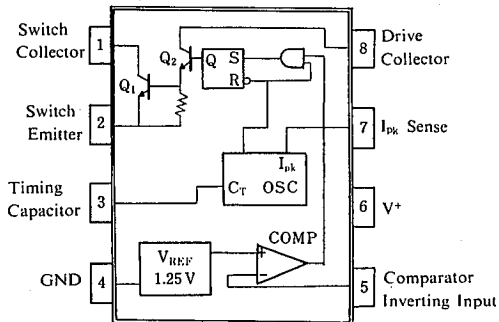 Switch
Collector
1
Q₁
Q₂
Q
S
R
8
Drive
Collector
Switch
Emitter
2
7
Ipk Sense
Ipk
CT OSC
Timing
Capacitor
3
6
V⁺
COMP
VREF
1.25 V
+
−
GND
4
5
Comparator
Inverting Input